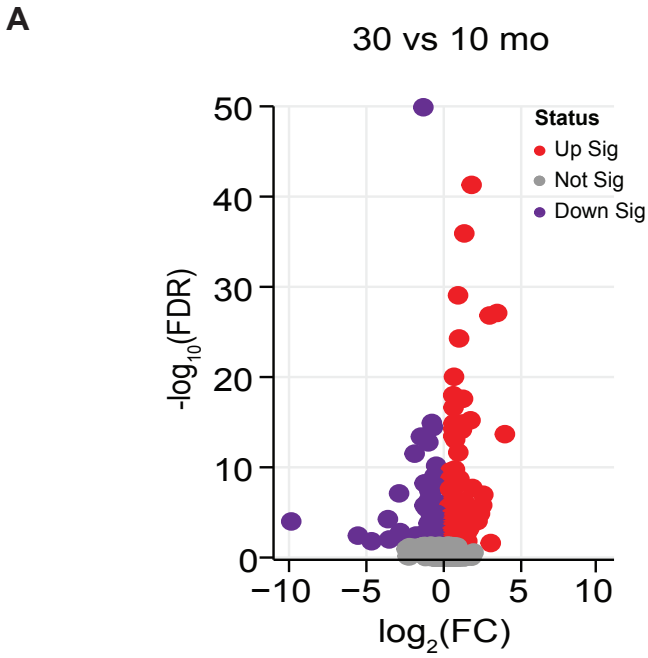 A
30 vs 10 mo
Status
Up Sig
Not Sig
Down Sig
-log10(FDR)
50
40
30
20
10
0
−10 −5 0 5 10
log2(FC)